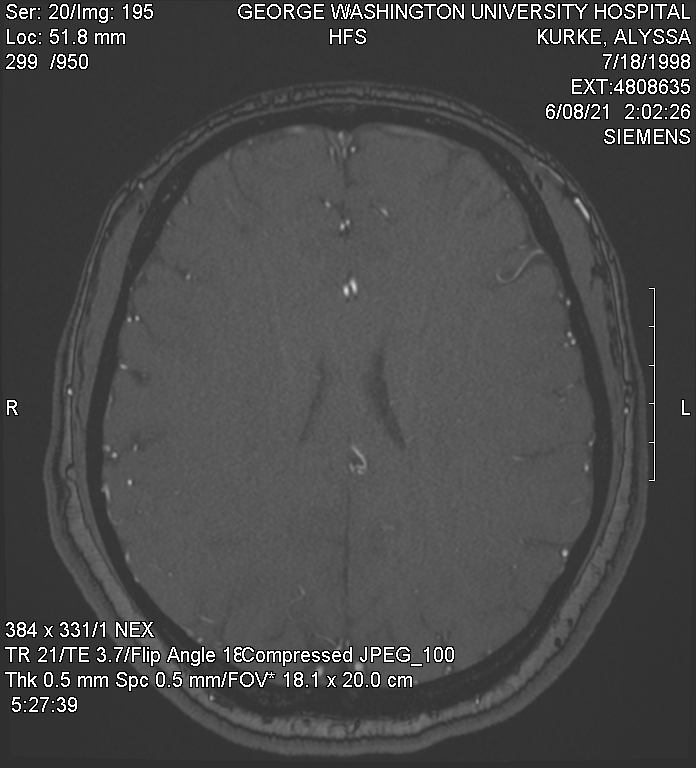 Ser: 20/Img: 195
Loc: 51.8 mm
299 /950
GEORGE WASHINGTON UNIVERSITY HOSPITAL
HFS
KURKE, ALYSSA
7/18/1998
EXT:4808635
6/08/21 2:02:26
SIEMENS
R
L
384 x 331/1 NEX
TR 21/TE 3.7/Flip Angle 18Compressed JPEG_100
Thk 0.5 mm Spc 0.5 mm/FOV* 18.1 x 20.0 cm
5:27:39